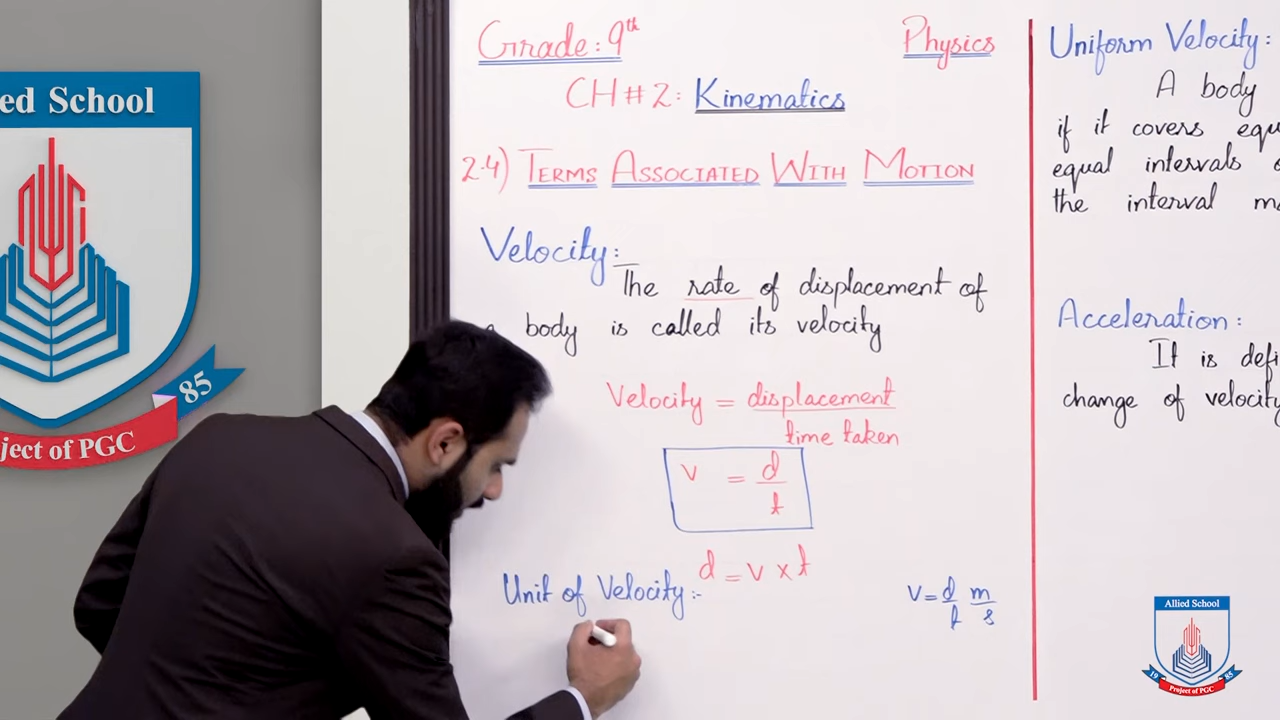 Grade: 9th
Physics
CH # 2: Kinematics
2.4) TERMS ASSOCIATED WITH MOTION
Velocity:
The rate of displacement of
body is called its velocity
Velocity = displacement
time taken
v = d
t
d = v x t
Unit of Velocity:-
v = d m
t s
Uniform Velocity:
A body
if it covers equ
equal intervals
the interval
Acceleration:
It is defi
change of velocity
ed School
85
ject of PGC
Allied School
19 85
Project of PGC